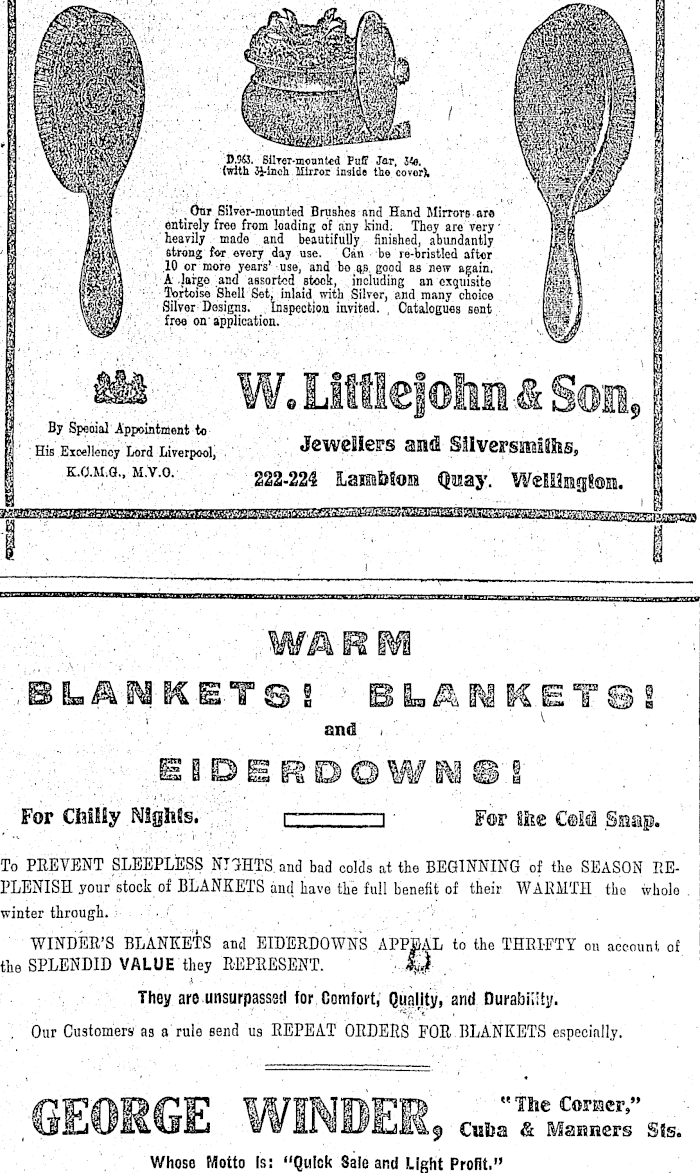 D.963. Silver-mounted Puff Jar, 34s.
(with 3½-inch Mirror inside the cover).
Our Silver-mounted Brushes and Hand Mirrors are
entirely free from loading of any kind. They are very
heavily made and beautifully finished, abundantly
strong for every day use. Can be re-bristled after
10 or more years' use, and be as good as new again.
A large and assorted stock, including an exquisite
Tortoise Shell Set, inlaid with Silver, and many choice
Silver Designs. Inspection invited. Catalogues sent
free on application.
By Special Appointment to
His Excellency Lord Liverpool,
K.C.M.G., M.V.O.
W. Littlejohn & Son,
Jewellers and Silversmiths,
222-224 Lambton Quay. Wellington.
WARM
BLANKETS! BLANKETS!
and
EIDERDOWNS!
For Chilly Nights. For the Cold Snap.
To PREVENT SLEEPLESS NIGHTS and bad colds at the BEGINNING of the SEASON RE-
PLENISH your stock of BLANKETS and have the full benefit of their WARMTH the whole
winter through.
WINDER'S BLANKETS and EIDERDOWNS APPEAL to the THRIFTY on account of
the SPLENDID VALUE they REPRESENT.
They are unsurpassed for Comfort, Quality, and Durability.
Our Customers as a rule send us REPEAT ORDERS FOR BLANKETS especially.
GEORGE WINDER, "The Corner,"
Cuba & Manners Sts.
Whose Motto is: "Quick Sale and Light Profit."